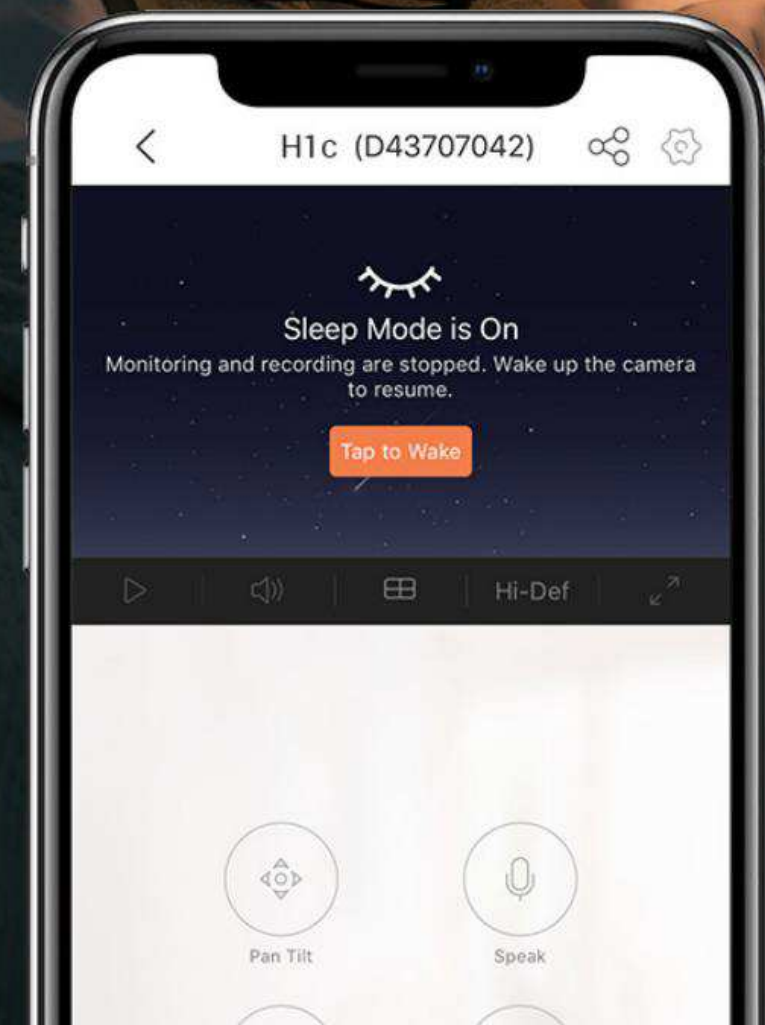 H1c (D43707042)
Sleep Mode is On
Monitoring and recording are stopped. Wake up the camera
to resume.
Tap to Wake
Hi-Def
Pan Tilt
Speak